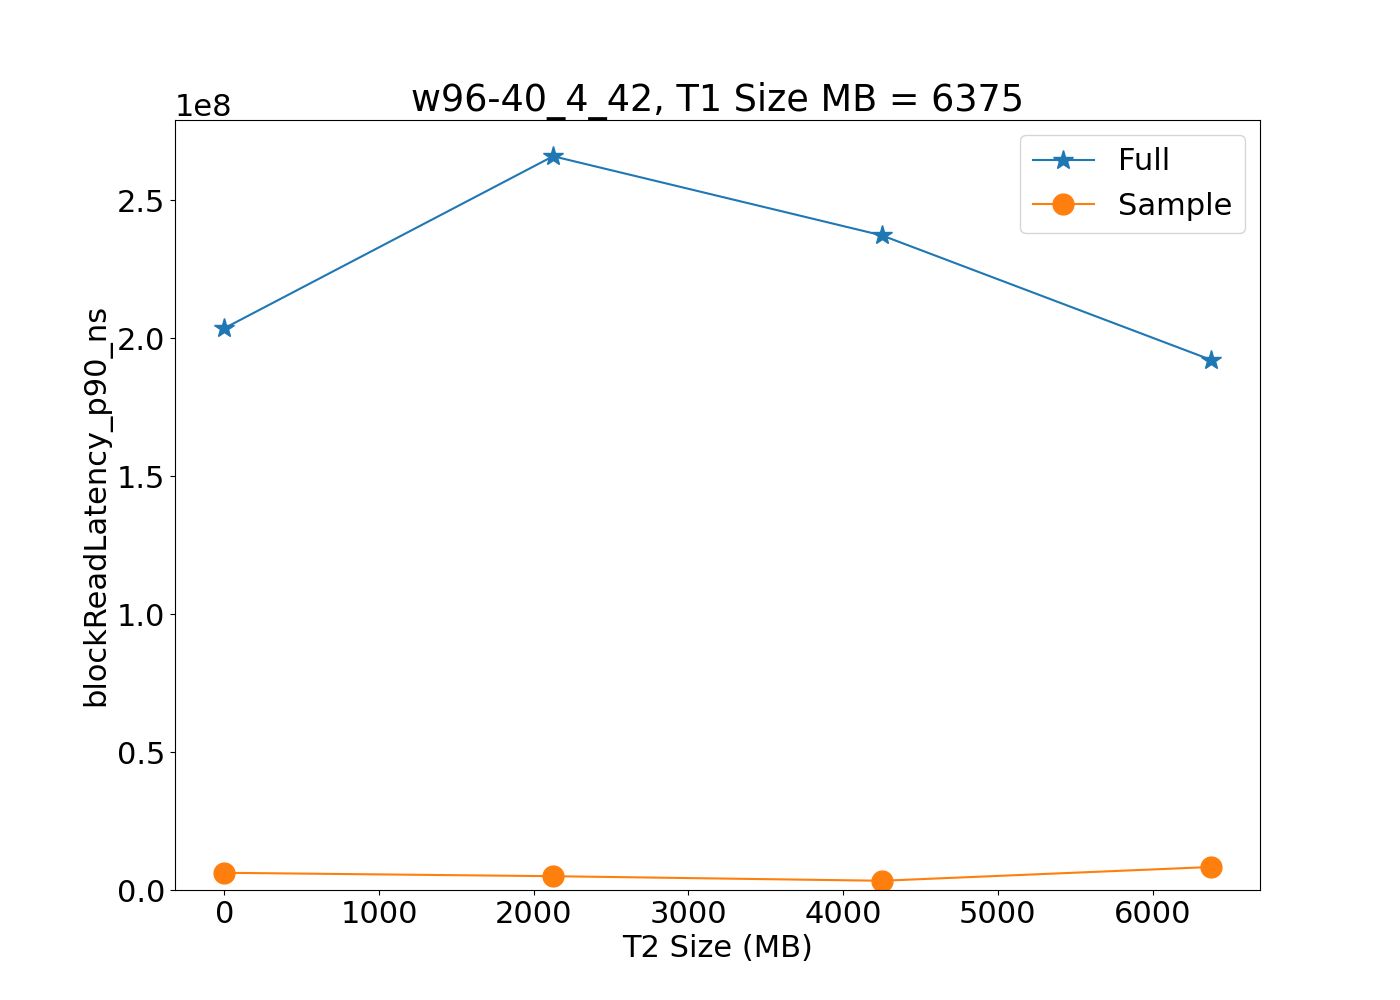 w96-40_4_42, T1 Size MB = 6375
1e8
Full
Sample
2.5
2.0
1.5
1.0
0.5
0.0
blockReadLatency_p90_ns
0 1000 2000 3000 4000 5000 6000
T2 Size (MB)